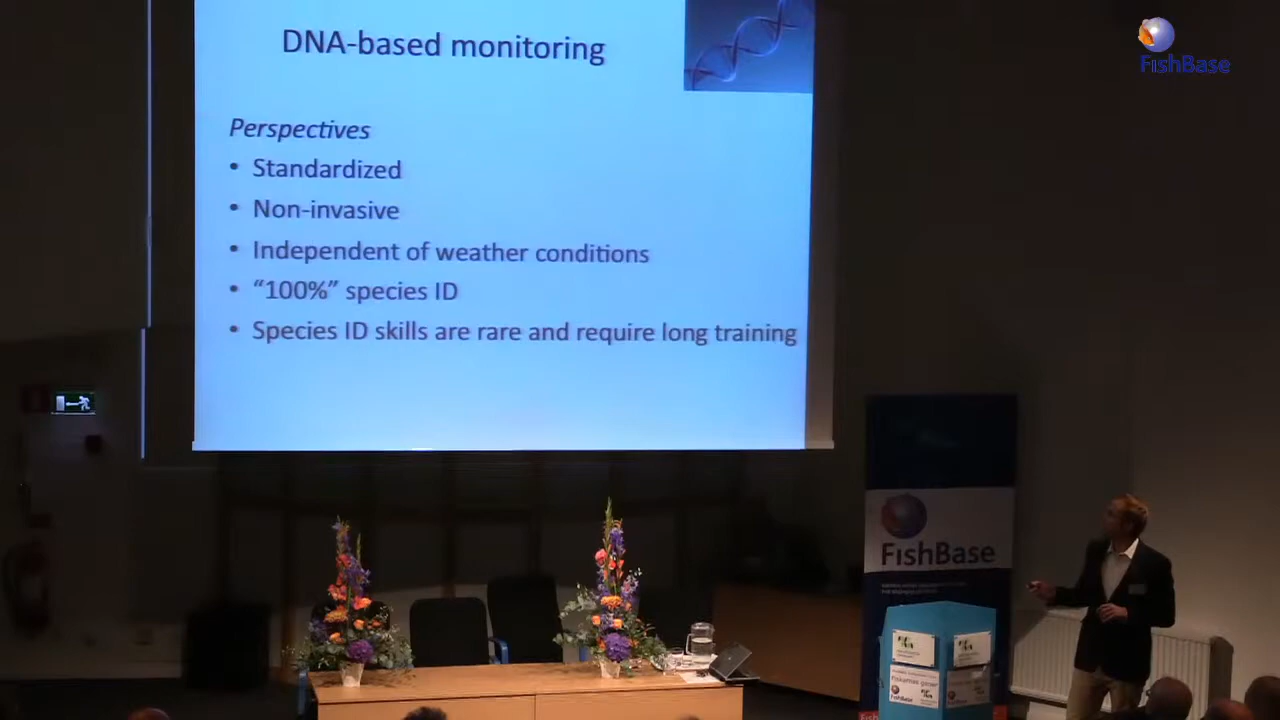 DNA-based monitoring
FishBase
Perspectives
• Standardized
• Non-invasive
• Independent of weather conditions
• “100%” species ID
• Species ID skills are rare and require long training
FishBase
FishBase